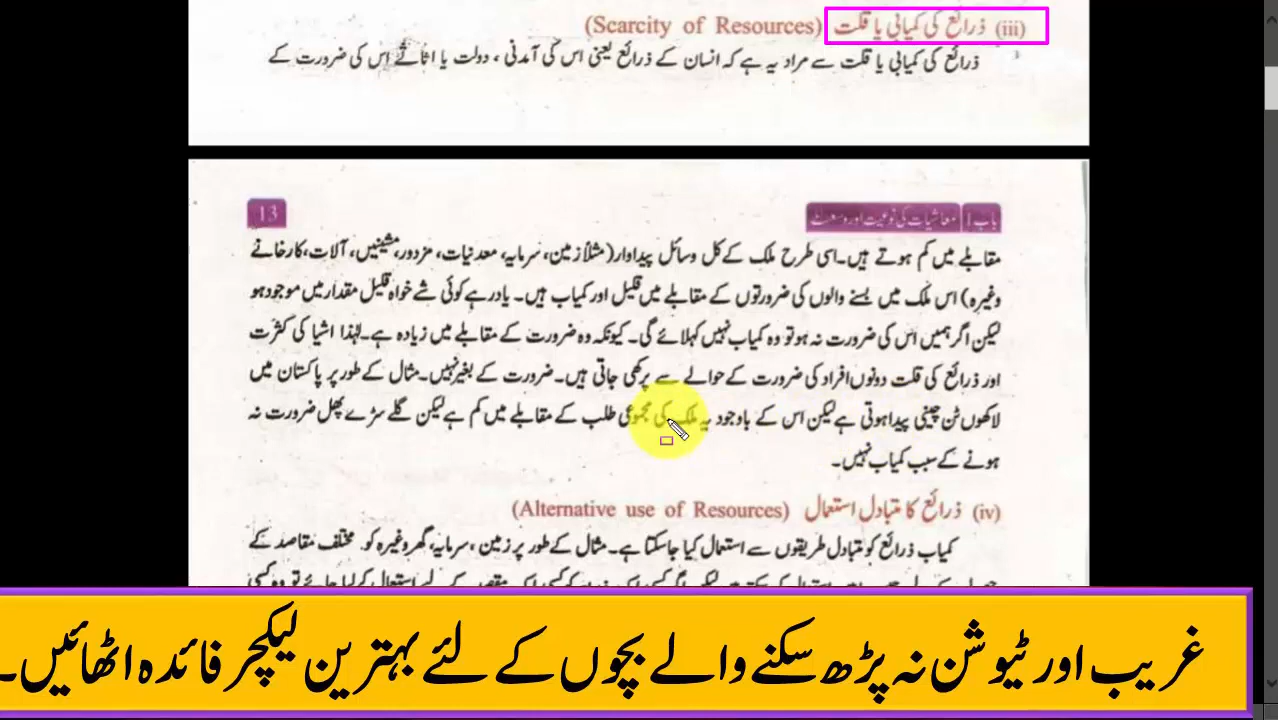 (iii) ذرائع کی کمیابی یا قلت (Scarcity of Resources)
ذرائع کی کمیابی یا قلت سے مراد یہ ہے کہ انسان کے ذرائع یعنی اس کی آمدنی ، دولت یا اثاثے اس کی ضرورت کے
باب 1 معاشیات کی نوعیت اور وسعت 13
مقابلے میں کم ہوتے ہیں۔اسی طرح ملک کے کل وسائل پیداوار(مثلاً زمین، سرمایہ، معدنیات، مزدور،مشینیں، آلات، کارخانے
وغیرہ) اس ملک میں بسنے والوں کی ضرورتوں کے مقابلے میں قلیل اور کمیاب ہیں۔ یاد رہے کوئی شے خواہ قلیل مقدار میں موجود ہو
لیکن اگر ہمیں اس کی ضرورت نہ ہو تو وہ کمیاب نہیں کہلائے گی۔ کیونکہ وہ ضرورت کے مقابلے میں زیادہ ہے۔لہٰذا اشیا کی کثرت
اور ذرائع کی قلت دونوں افراد کی ضرورت کے حوالے سے پرکھی جاتی ہیں۔ضرورت کے بغیر نہیں۔مثال کے طور پر پاکستان میں
لاکھوں ٹن چینی پیدا ہوتی ہے لیکن اس کے باوجود یہ ملک کی مجموعی طلب کے مقابلے میں کم ہے لیکن گلے سڑے پھل ضرورت نہ
ہونے کے سبب کمیاب نہیں۔
(iv) ذرائع کا متبادل استعمال (Alternative use of Resources)
کمیاب ذرائع کو متبادل طریقوں سے استعمال کیا جا سکتا ہے۔ مثال کے طور پر زمین ، سرمایہ، گھر وغیرہ کو مختلف مقاصد کے
غریب اور ٹیوشن نہ پڑھ سکنے والے بچوں کے لئے بہترین لیکچر فائدہ اٹھائیں۔